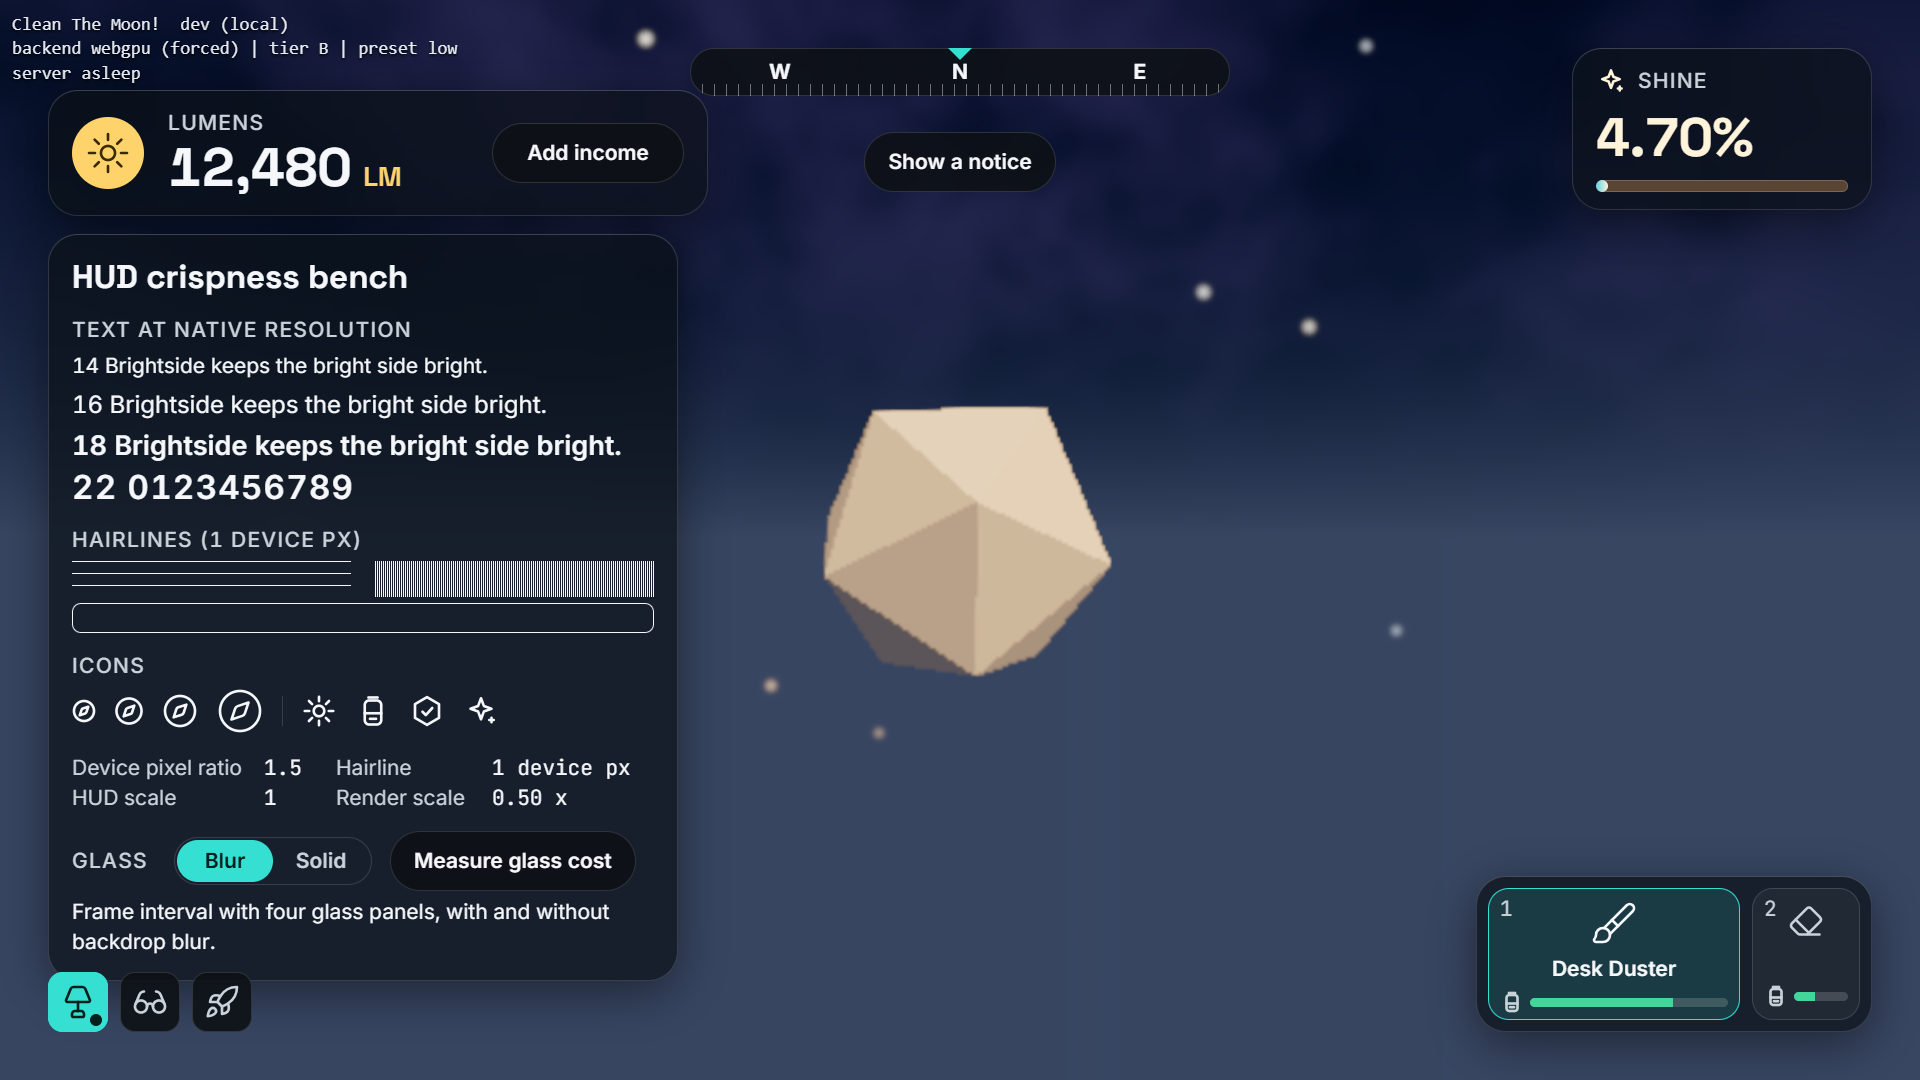 Clean The Moon!  dev (local)
backend webgpu (forced) | tier B | preset low
server asleep
W N E
SHINE
4.70%
LUMENS
12,480 LM
Add income
Show a notice
HUD crispness bench
TEXT AT NATIVE RESOLUTION
14 Brightside keeps the bright side bright.
16 Brightside keeps the bright side bright.
18 Brightside keeps the bright side bright.
22 0123456789
HAIRLINES (1 DEVICE PX)
ICONS
Device pixel ratio 1.5 Hairline 1 device px
HUD scale 1 Render scale 0.50 x
GLASS Blur Solid Measure glass cost
Frame interval with four glass panels, with and without
backdrop blur.
1 2
Desk Duster